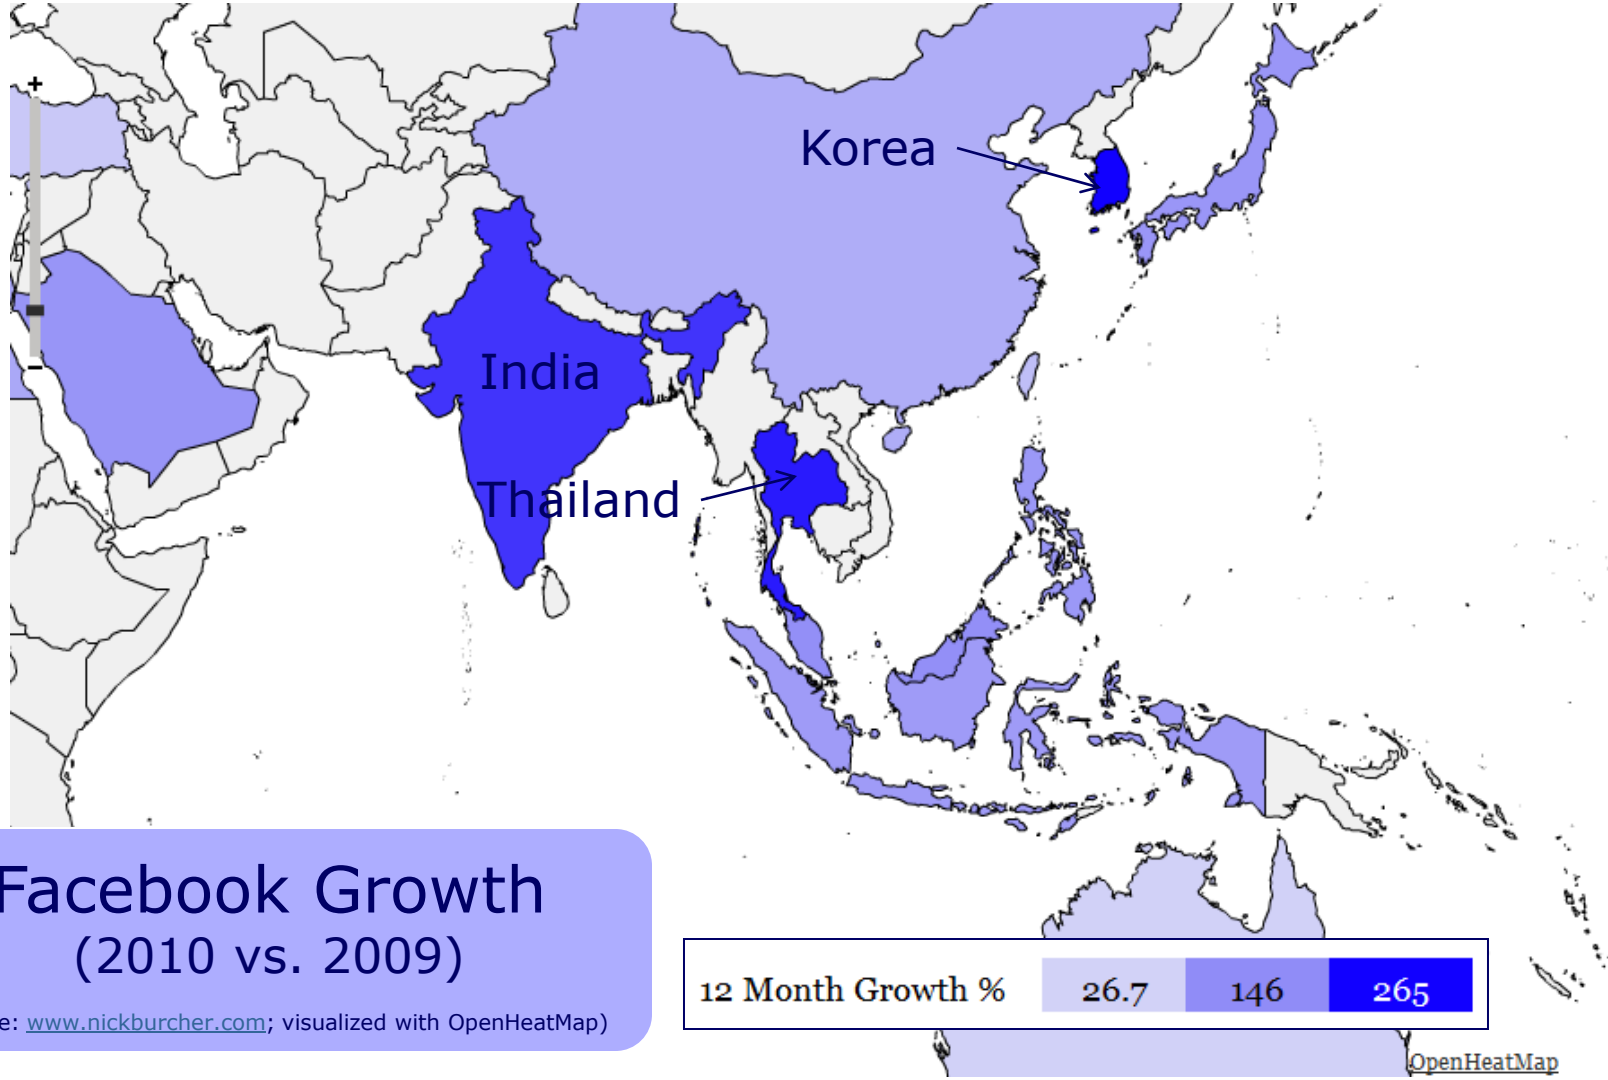 +
Korea
India
Thailand
−
Facebook Growth
(2010 vs. 2009)
e: www.nickburcher.com; visualized with OpenHeatMap)
12 Month Growth % 26.7 146 265
OpenHeatMap